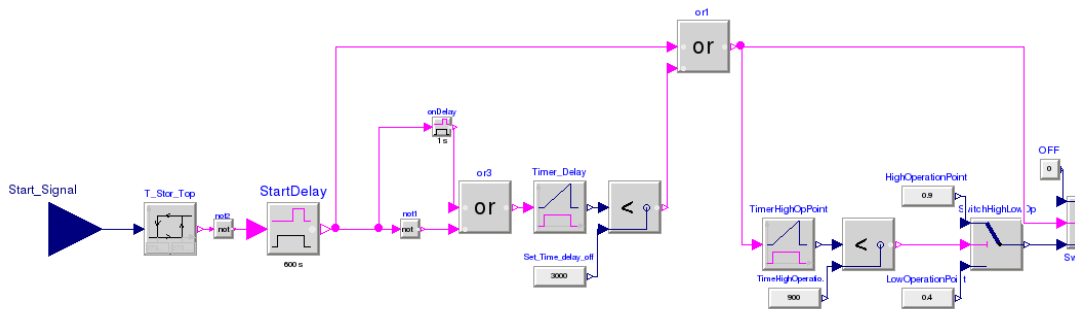 or1
or
onDelay
1 s
Start_Signal
T_Stor_Top
not2
not
StartDelay
600 s
not1
not
or3
or
Timer_Delay
<
Set_Time_delay_off
3000
TimerHighOpPoint
<
TimeHighOperatio..
900
HighOperationPoint
0.9
OFF
0
LowOperationPoint
0.4
Sw